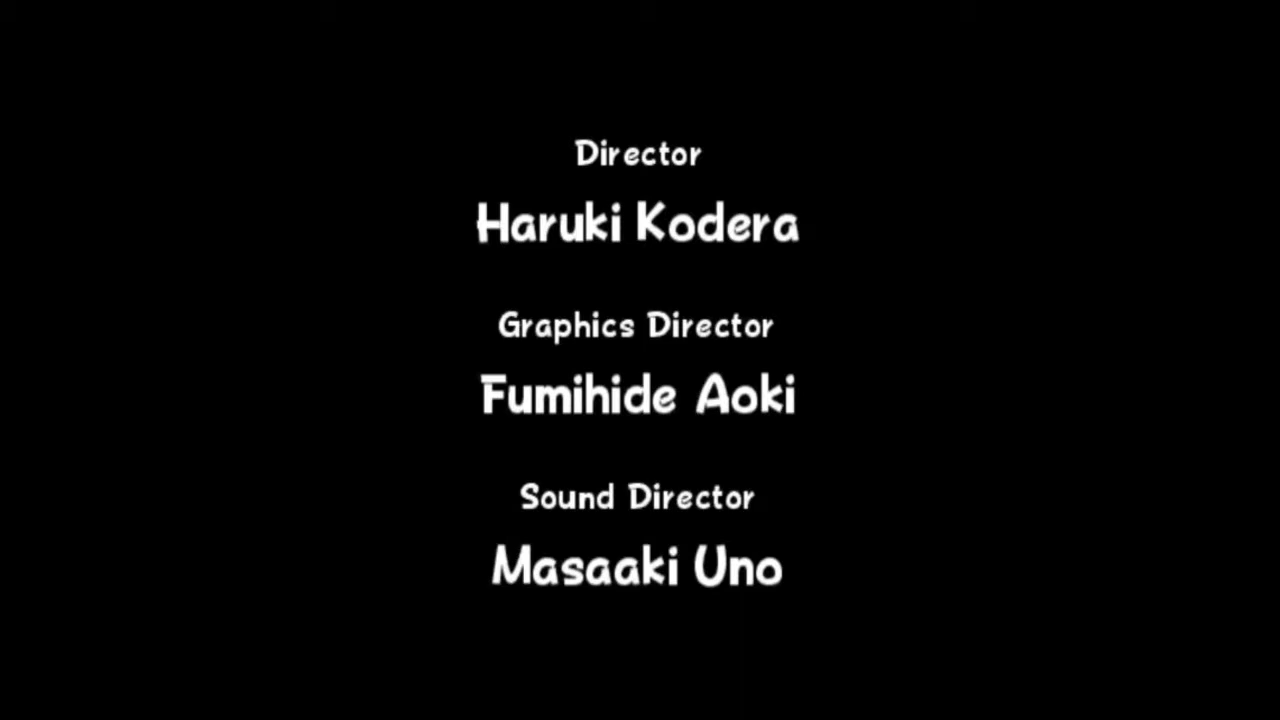 Director
Haruki Kodera
Graphics Director
Fumihide Aoki
Sound Director
Masaaki Uno